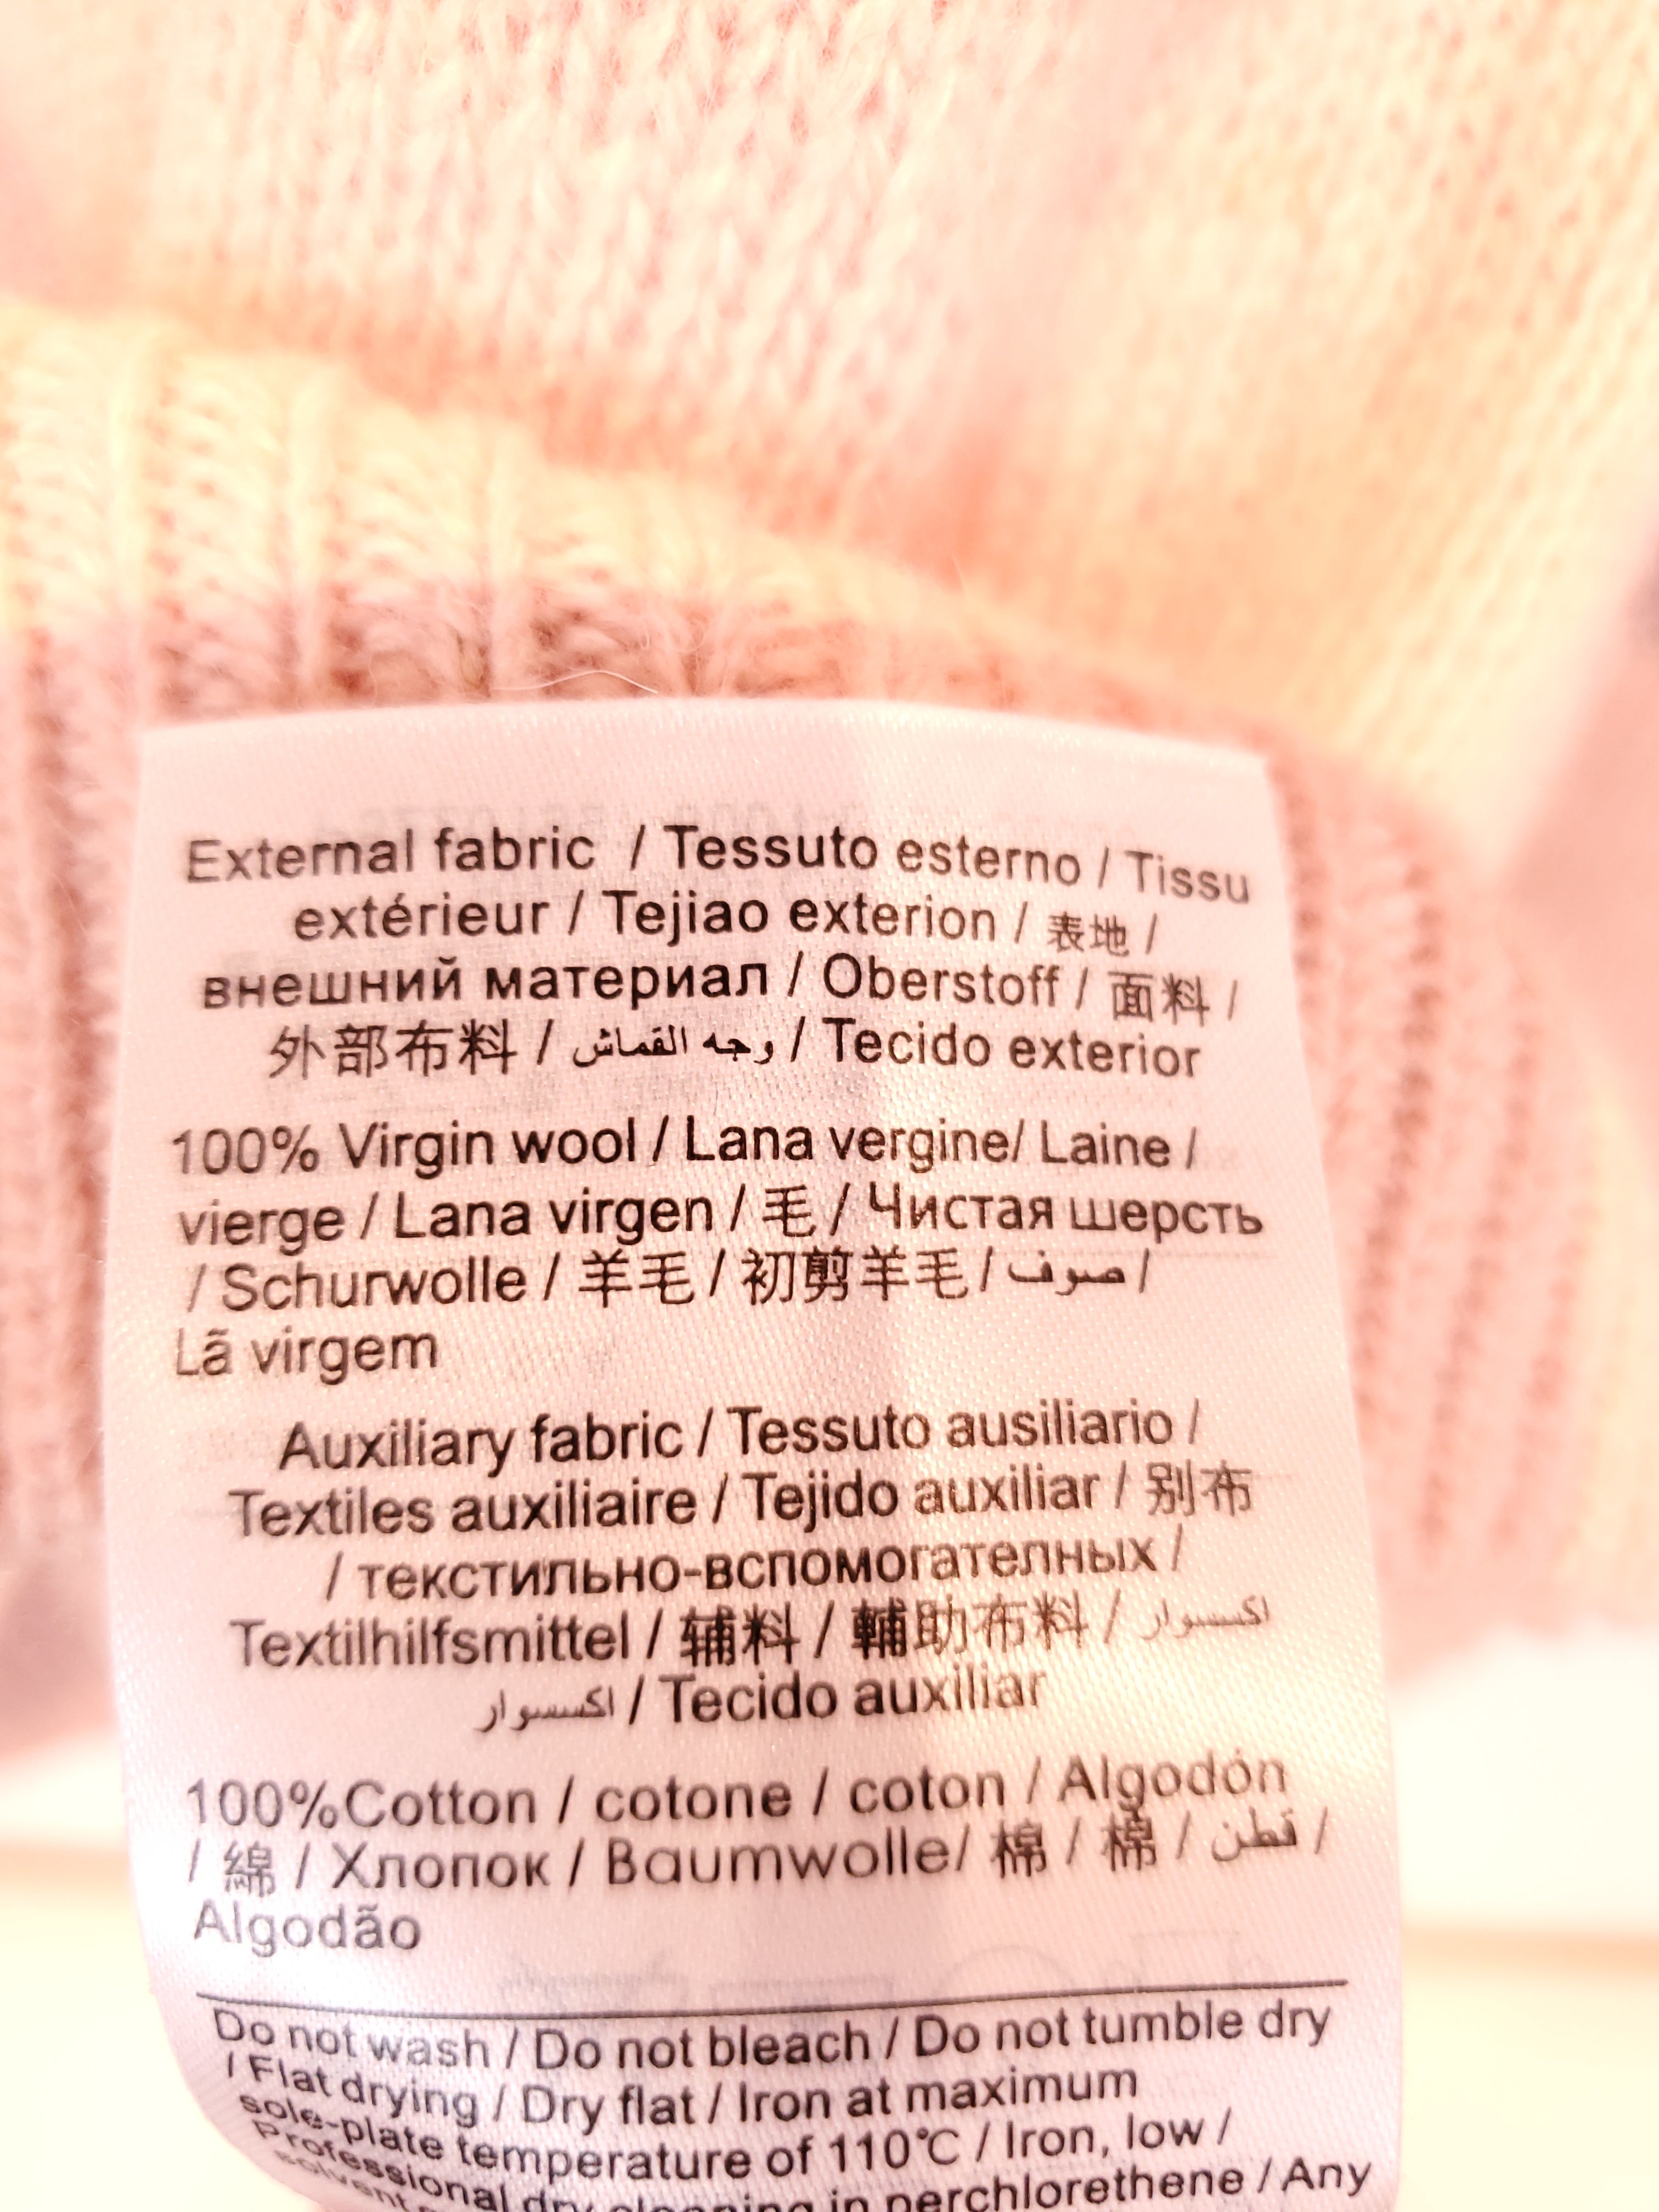 External fabric / Tessuto esterno / Tissu
extérieur / Tejiao exterion / 表地 /
внешний материал / Oberstoff / 面料 /
外部布料 / وجه القماش / Tecido exterior
100% Virgin wool / Lana vergine/ Laine /
vierge / Lana virgen / 毛 / Чистая шерсть
/ Schurwolle / 羊毛 / 初剪羊毛 / صوف /
Lã virgem
Auxiliary fabric / Tessuto ausiliario /
Textiles auxiliaire / Tejido auxiliar / 别布
/ текстильно-вспомогателных /
Textilhilfsmittel / 辅料 / 輔助布料 / اكسسوار
اكسسوار / Tecido auxiliar
100%Cotton / cotone / coton / Algodón
/ 綿 / Хлопок / Baumwolle/ 棉 / 棉 / قطن /
Algodão
Do not wash / Do not bleach / Do not tumble dry
/ Flat drying / Dry flat / Iron at maximum
sole-plate temperature of 110℃ / Iron, low /
Professional dry cleaning in perchlorethene / Any
solvent